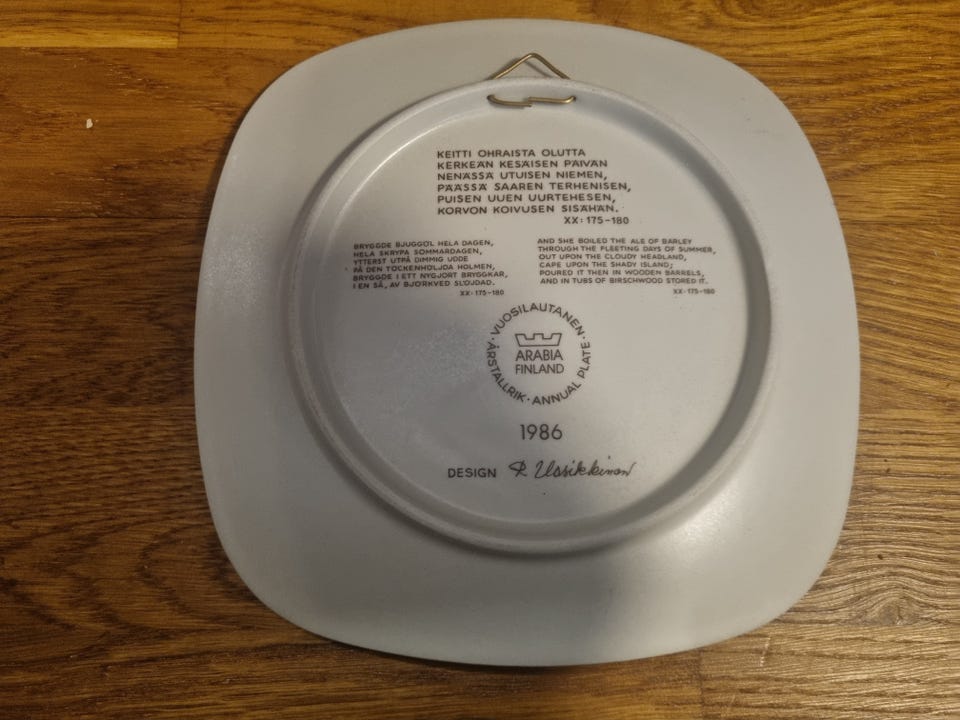 KEITTI OHRAISTA OLUTTA
KERKEÄN KESÄISEN PÄIVÄN
NENÄSSÄ UTUISEN NIEMEN,
PÄÄSSÄ SAAREN TERHENISEN,
PUISEN UUEN UURTEHESEN,
KORVON KOIVUSEN SISÄHÄN.
XX: 175-180
BRYGGDE BJUGGÖL HELA DAGEN,
HELA SKRYPA SOMMARDAGEN,
YTTERST UTPÅ DIMMIG UDDE
PÅ DEN TÖCKENHÖLJDA HOLMEN,
BRYGGDE I ETT NYGJORT BRYGGKAR,
I EN SÅ, AV BJÖRKVED SLÖJDAD.
XX: 175-180
AND SHE BOILED THE ALE OF BARLEY
THROUGH THE FLEETING DAYS OF SUMMER,
OUT UPON THE CLOUDY HEADLAND,
CAPE UPON THE SHADY ISLAND;
POURED IT THEN IN WOODEN BARRELS,
AND IN TUBS OF BIRSCHWOOD STORED IT.
XX: 175-180
· VUOSILAUTANEN · ANNUAL PLATE · ÅRSTALLRIK
ARABIA
FINLAND
1986
DESIGN R Uosikkinen